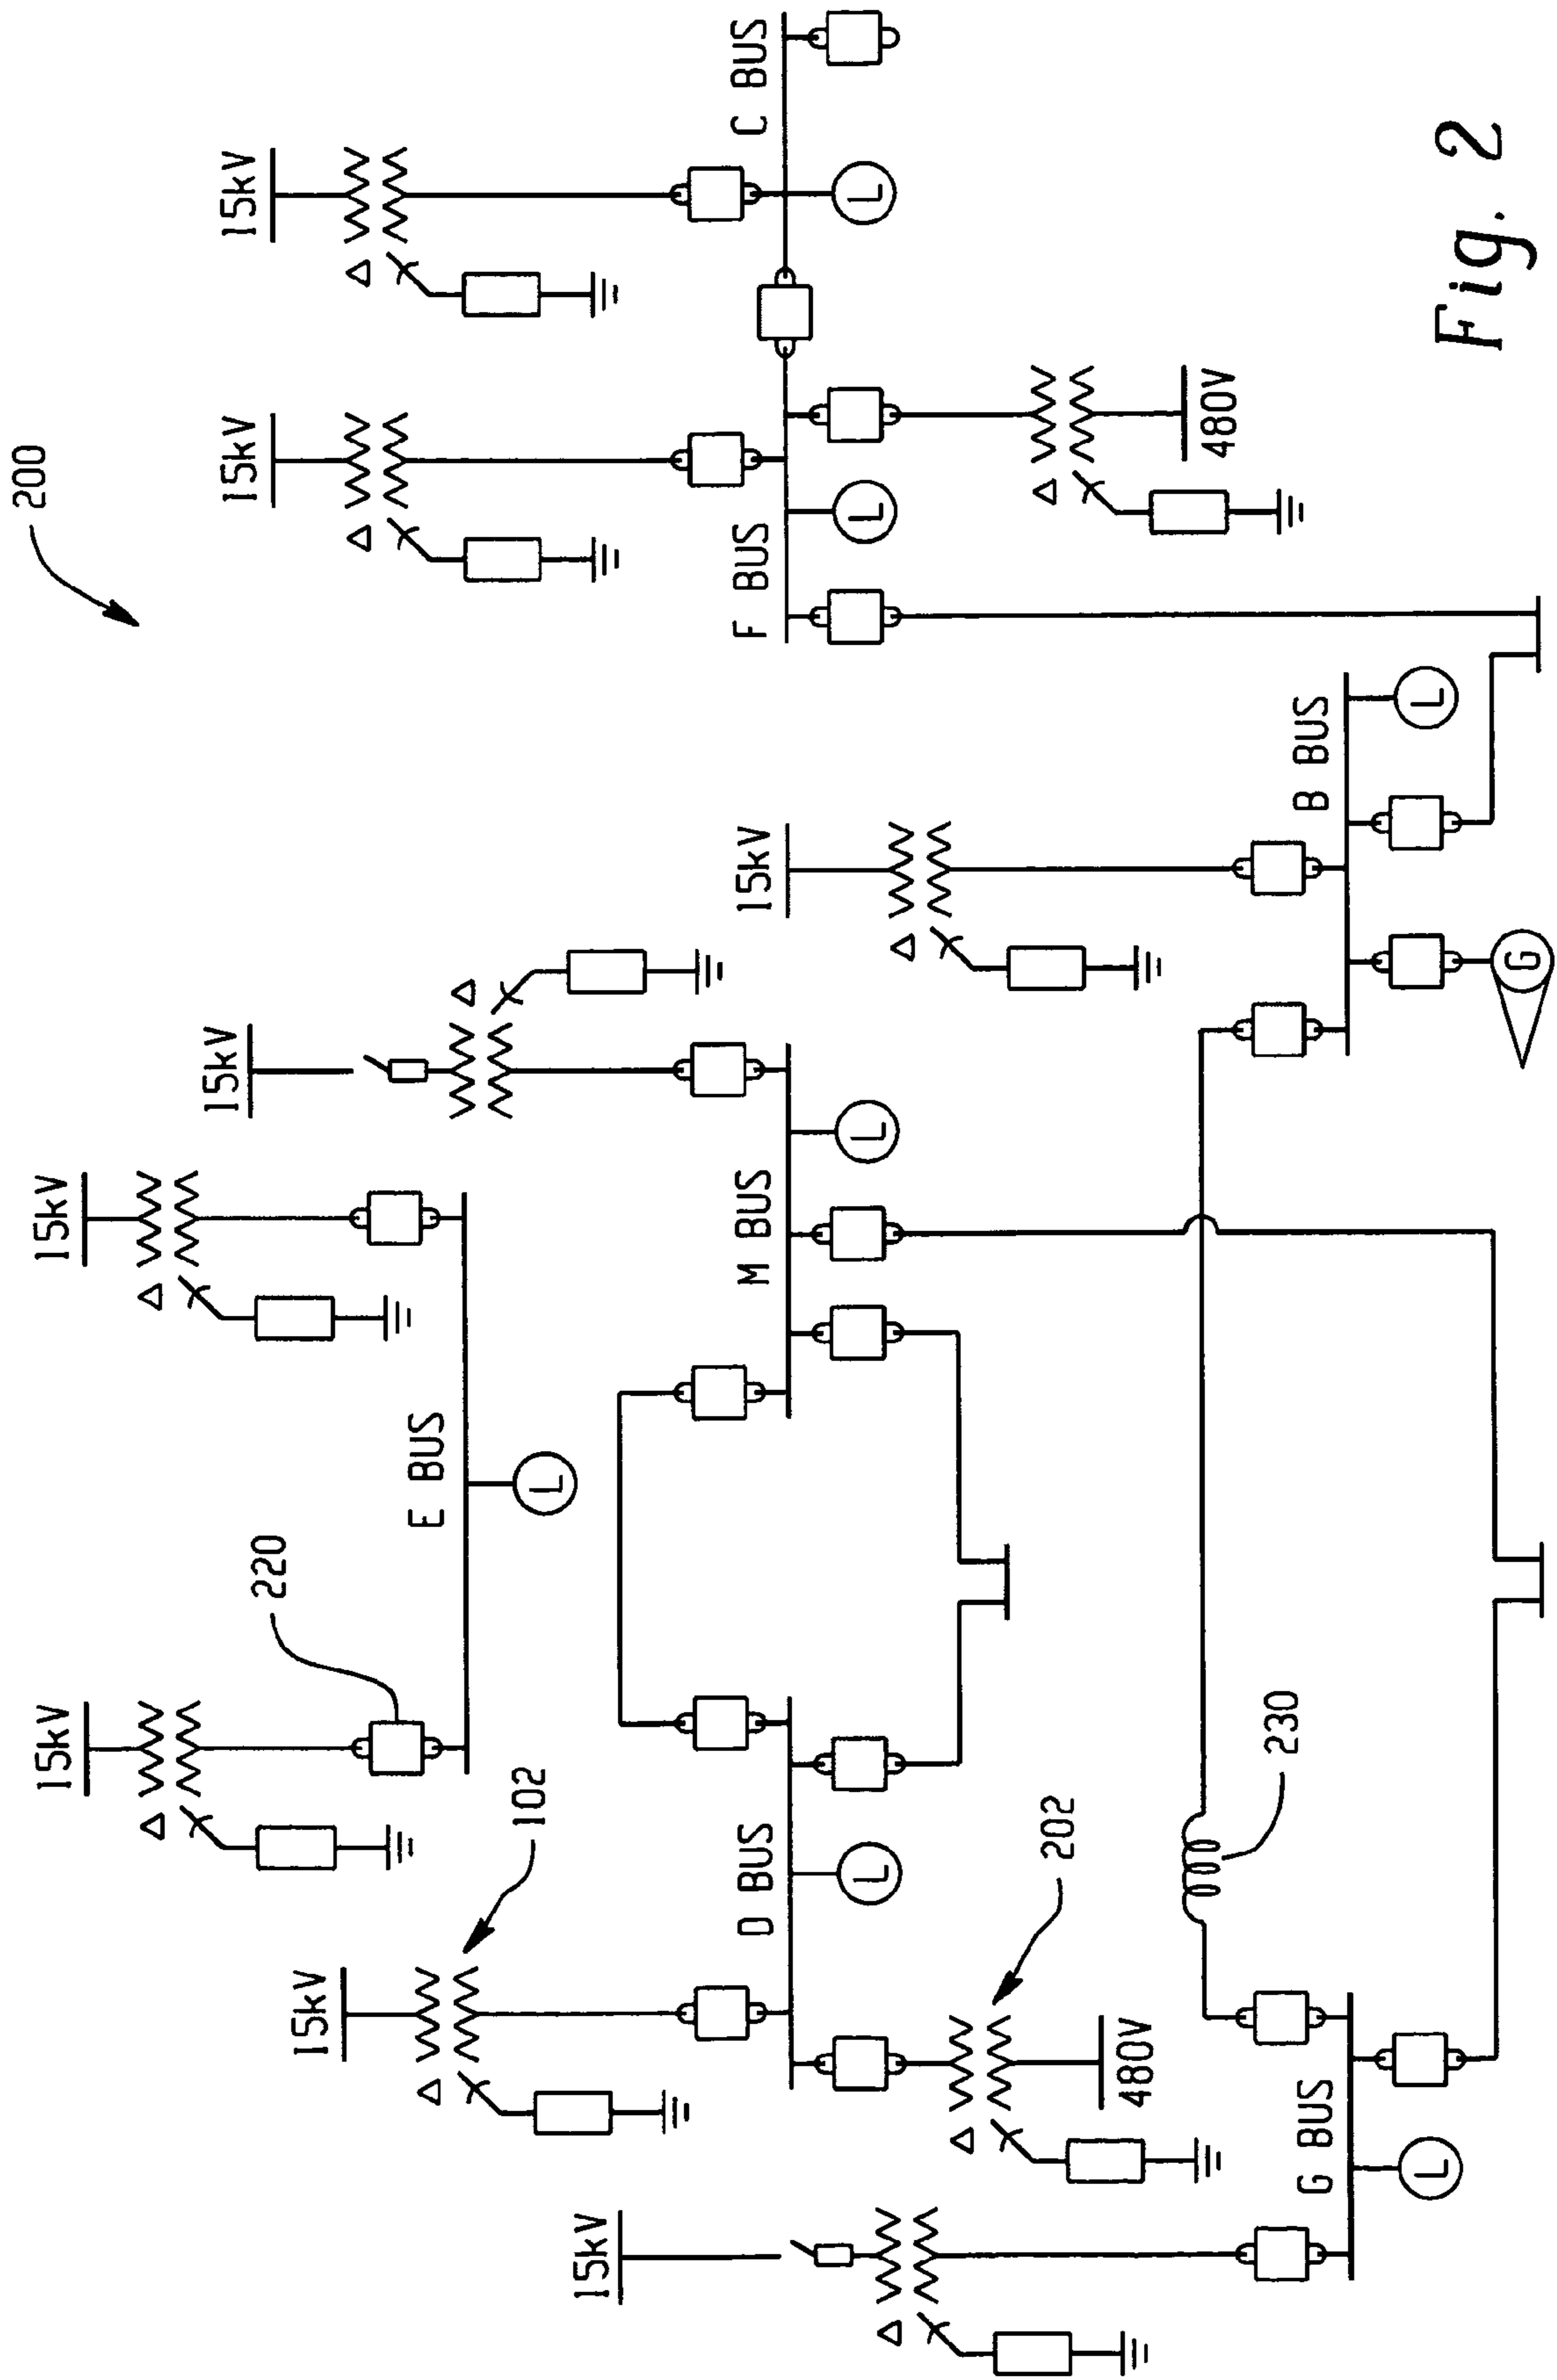 200
15kV
15kV
15kV
15kV
15kV
220
15kV
E BUS
102
L
15kV
D BUS
M BUS
15kV
F BUS
C BUS
L
L
L
L
202
480V
480V
230
G BUS
B BUS
L
L
G
Fig. 2